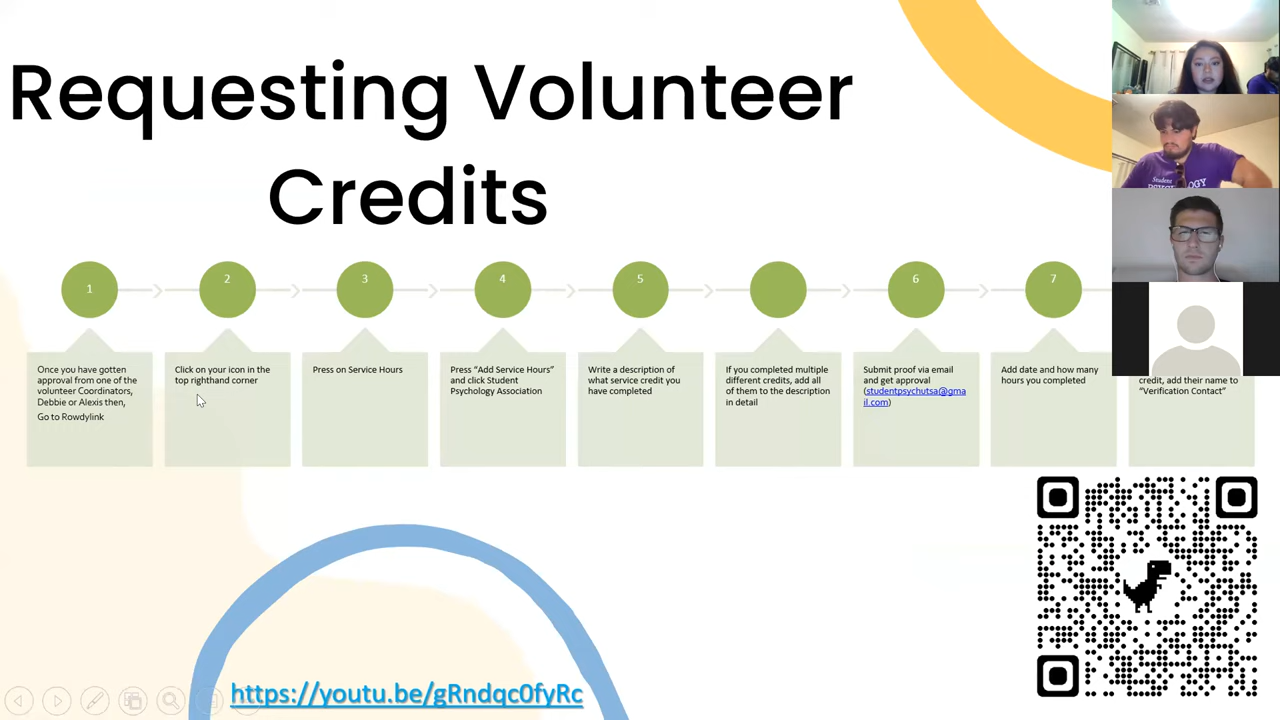 Requesting Volunteer
Credits
1
2
3
4
5
6
7
Once you have gotten
approval from one of the
volunteer Coordinators,
Debbie or Alexis then,
Go to Rowdylink
Click on your icon in the
top righthand corner
Press on Service Hours
Press “Add Service Hours”
and click Student
Psychology Association
Write a description of
what service credit you
have completed
If you completed multiple
different credits, add all
of them to the description
in detail
Submit proof via email
and get approval
(studentpsychutsa@gma
il.com)
Add date and how many
hours you completed
credit, add their name to
“Verification Contact”
Student
https://youtu.be/gRndqc0fyRc